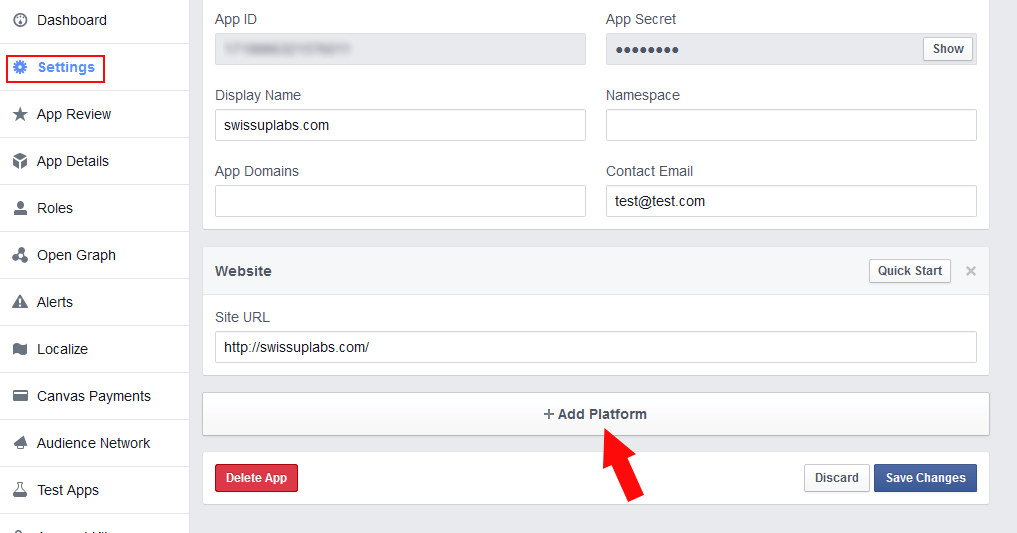 Dashboard
Settings
App Review
App Details
Roles
Open Graph
Alerts
Localize
Canvas Payments
Audience Network
Test Apps
App ID
App Secret
●●●●●●●●
Show
Display Name
Namespace
swissuplabs.com
App Domains
Contact Email
test@test.com
Website
Quick Start
Site URL
http://swissuplabs.com/
+ Add Platform
Delete App
Discard
Save Changes